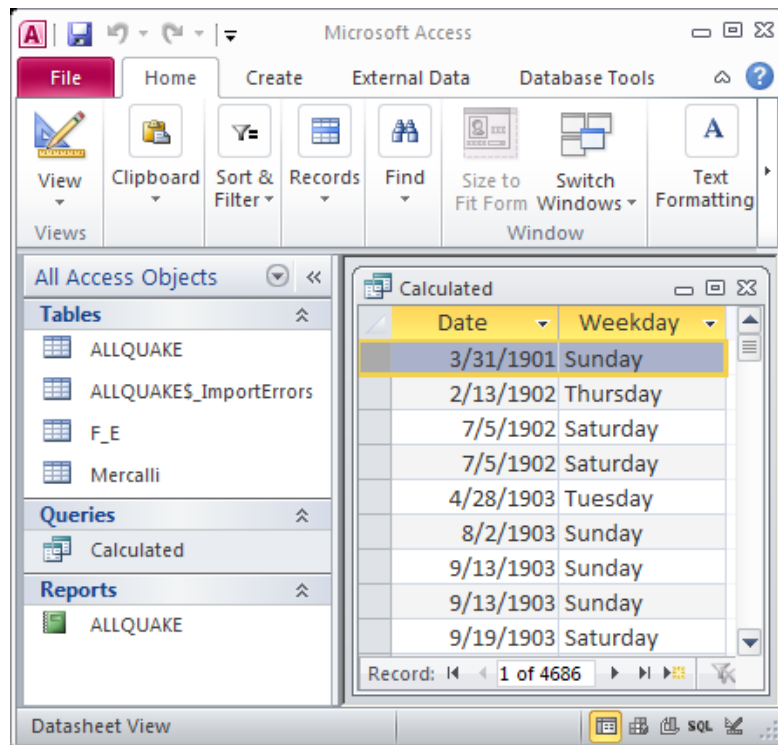 A Microsoft Access
File Home Create External Data Database Tools ?
View Clipboard Sort & Filter Records Find Size to Fit Form Switch Windows A Text Formatting
Views Window
All Access Objects
Tables
ALLQUAKE
ALLQUAKE$_ImportErrors
F_E
Mercalli
Queries
Calculated
Reports
ALLQUAKE
Calculated
Date Weekday
3/31/1901 Sunday
2/13/1902 Thursday
7/5/1902 Saturday
7/5/1902 Saturday
4/28/1903 Tuesday
8/2/1903 Sunday
9/13/1903 Sunday
9/13/1903 Sunday
9/19/1903 Saturday
Record: 1 of 4686
Datasheet View SQL